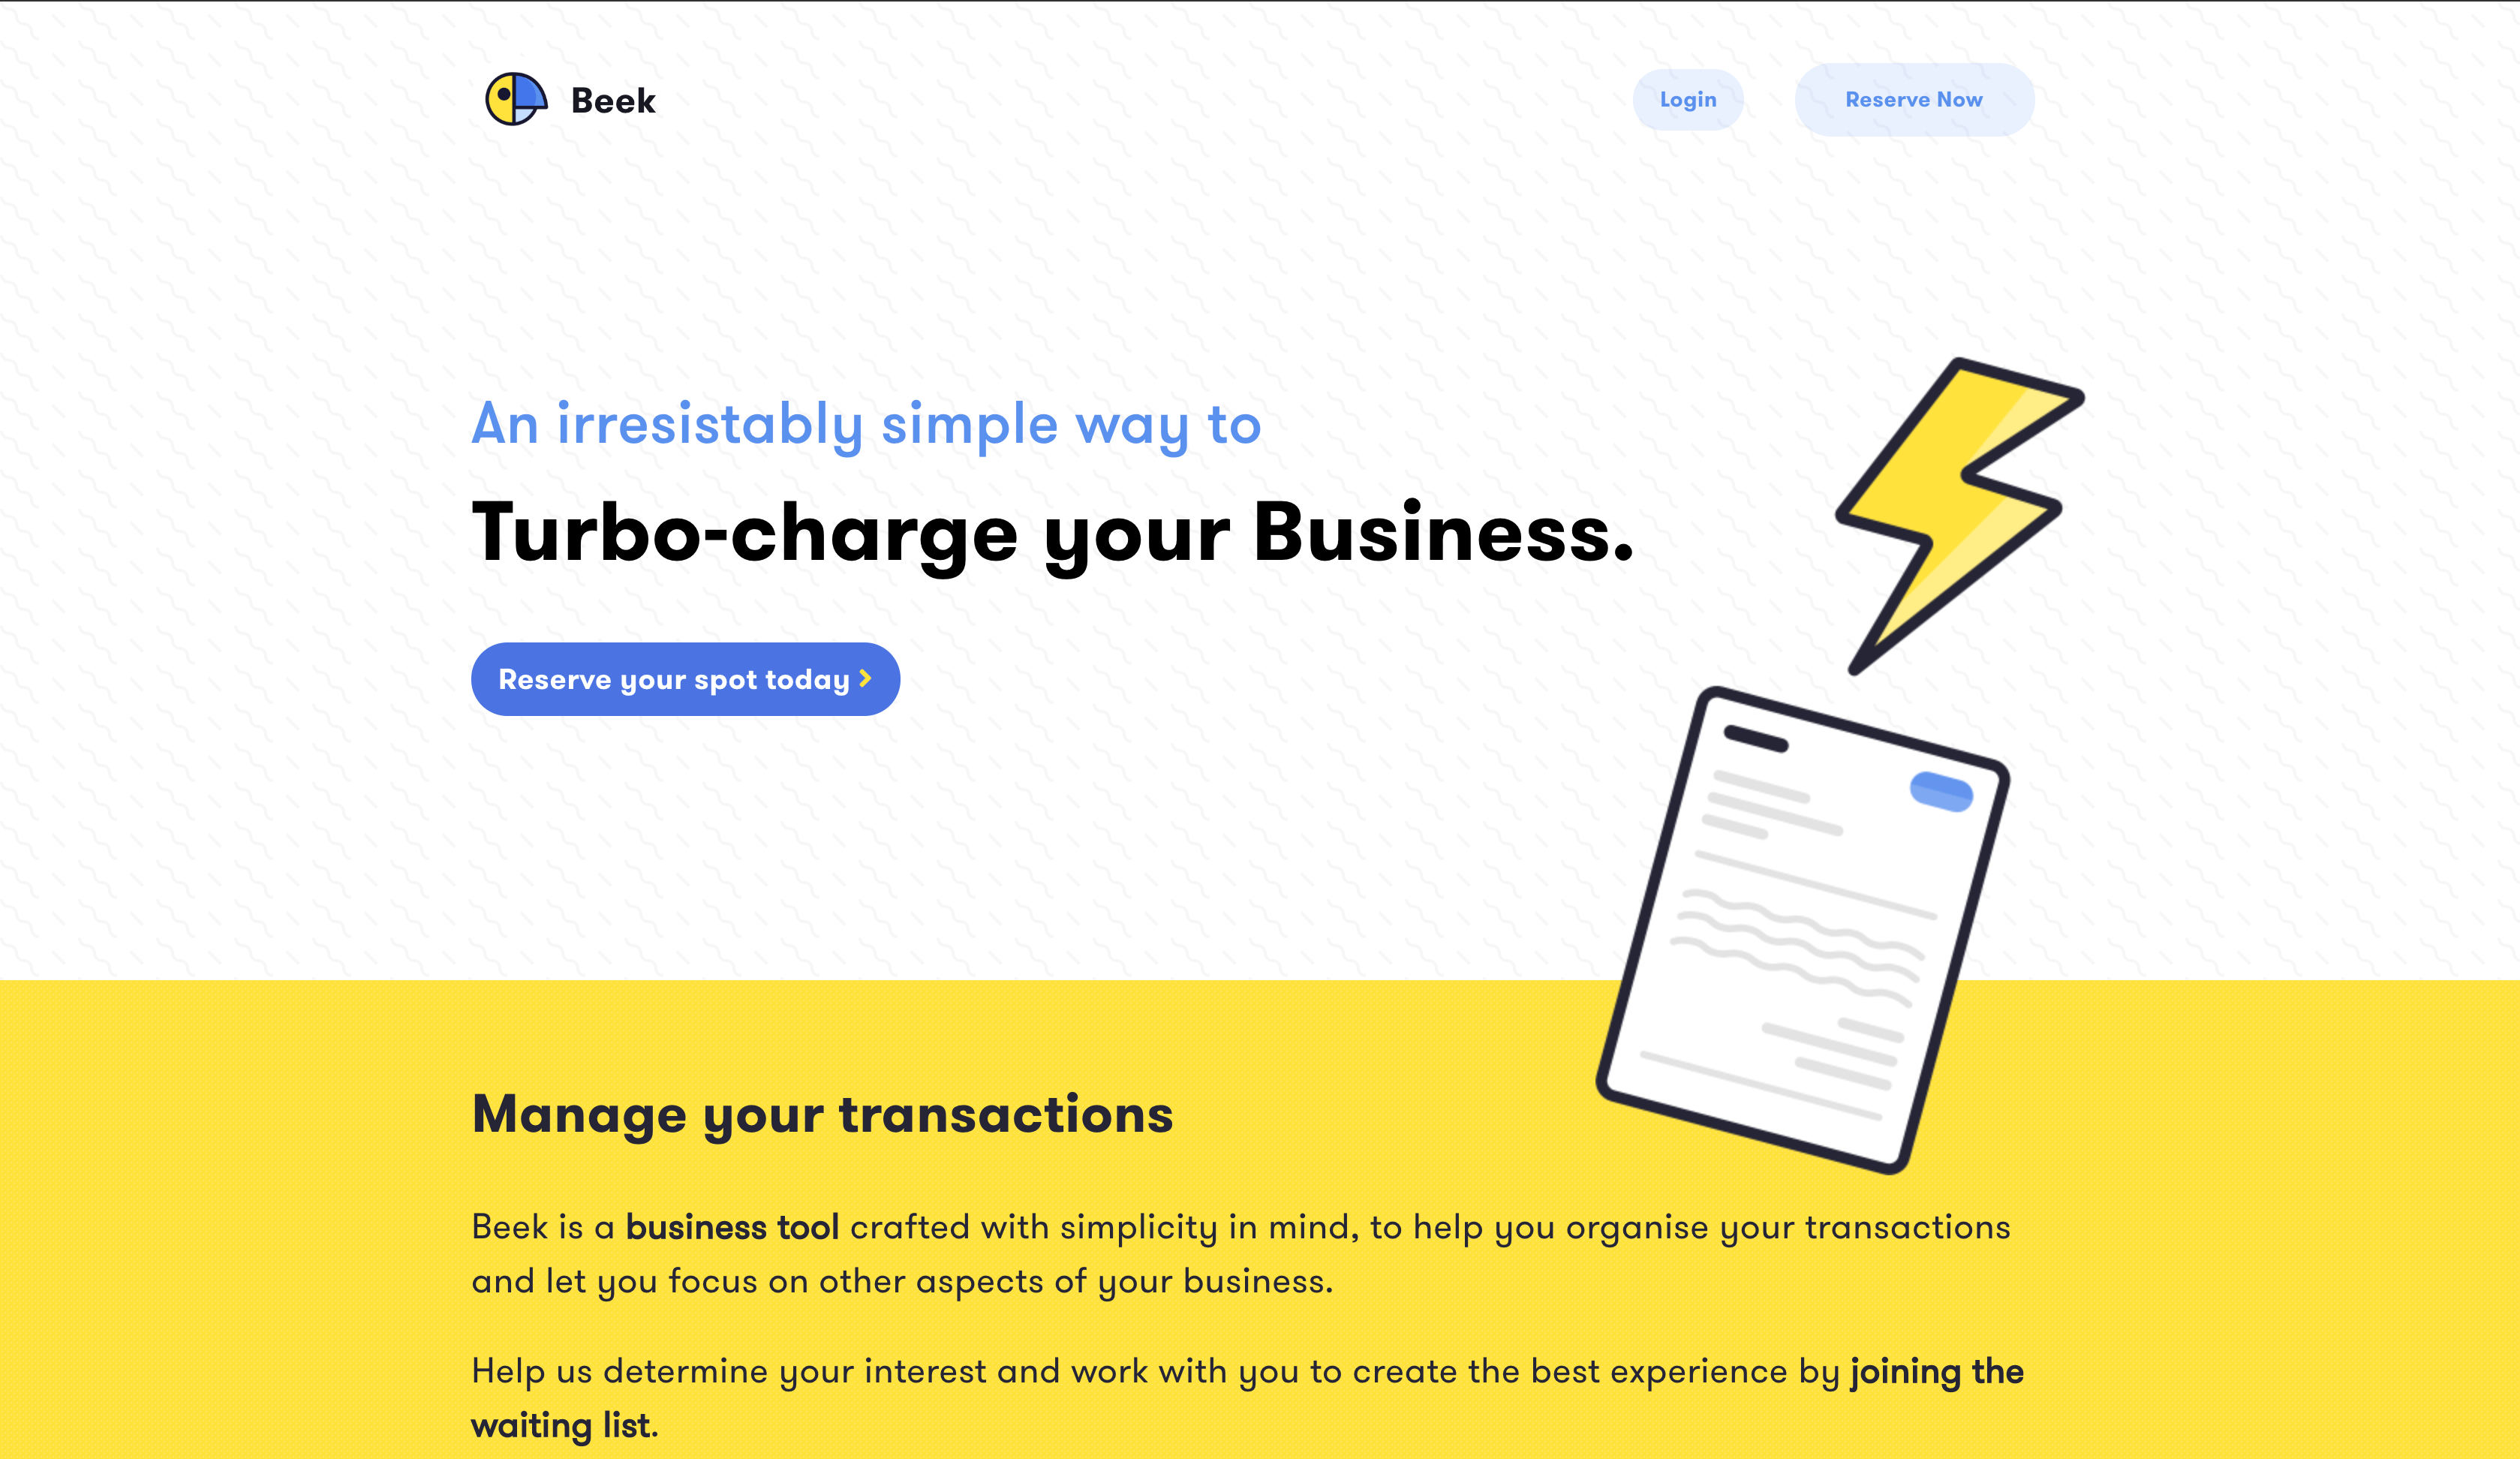 Beek
Login
Reserve Now
An irresistably simple way to
Turbo-charge your Business.
Reserve your spot today
Manage your transactions
Beek is a business tool crafted with simplicity in mind, to help you organise your transactions
and let you focus on other aspects of your business.
Help us determine your interest and work with you to create the best experience by joining the
waiting list.